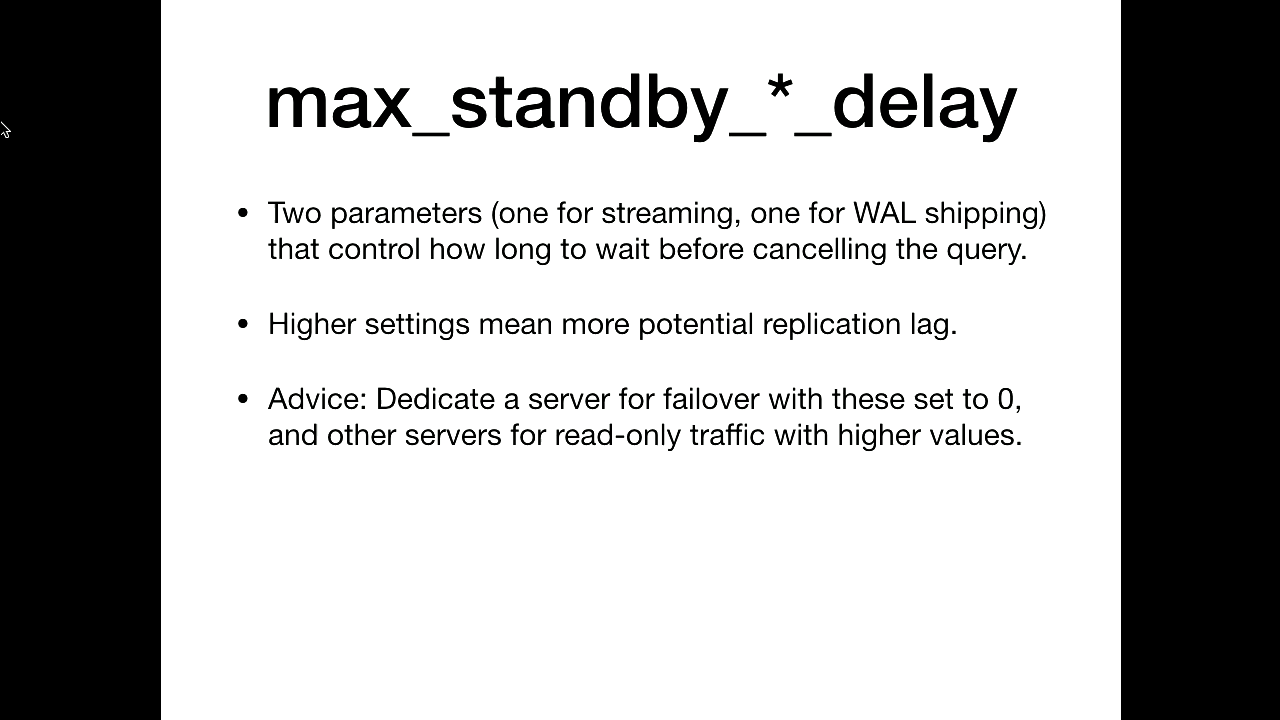 max_standby_*_delay
• Two parameters (one for streaming, one for WAL shipping)
that control how long to wait before cancelling the query.
• Higher settings mean more potential replication lag.
• Advice: Dedicate a server for failover with these set to 0,
and other servers for read-only traffic with higher values.